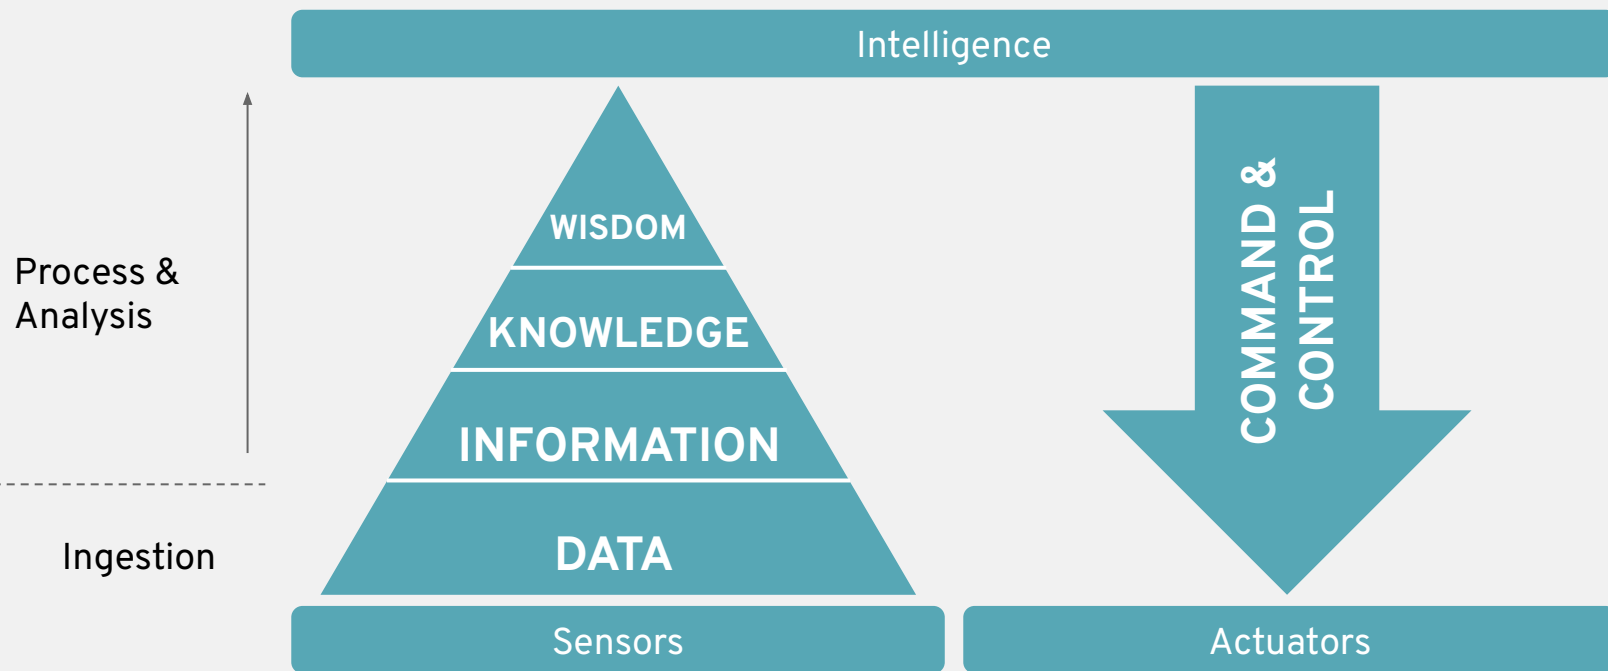 Intelligence
WISDOM
KNOWLEDGE
INFORMATION
DATA
Process &
Analysis
Ingestion
COMMAND &
CONTROL
Sensors
Actuators